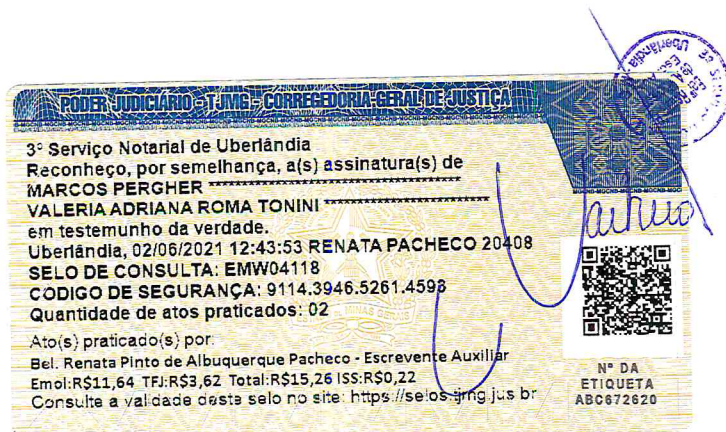 Uberlândia
PODER JUDICIÁRIO - TJMG - CORREGEDORIA-GERAL DE JUSTIÇA
3º Serviço Notarial de Uberlândia
Reconheço, por semelhança, a(s) assinatura(s) de
MARCOS PERGHER ****************************************
VALERIA ADRIANA ROMA TONINI **************************
em testemunho da verdade.
Uberlândia, 02/06/2021 12:43:53 RENATA PACHECO 20408
SELO DE CONSULTA: EMW04118
CÓDIGO DE SEGURANÇA: 9114.3946.5261.4593
Quantidade de atos praticados: 02
Ato(s) praticado(s) por:
Bel. Renata Pinto de Albuquerque Pacheco - Escrevente Auxiliar
Emol:R$11,64 TFJ:R$3,62 Total:R$15,26 ISS:R$0,22
Consulte a validade deste selo no site: https://selos.tjmg.jus.br
Nº DA
ETIQUETA
ABC672620